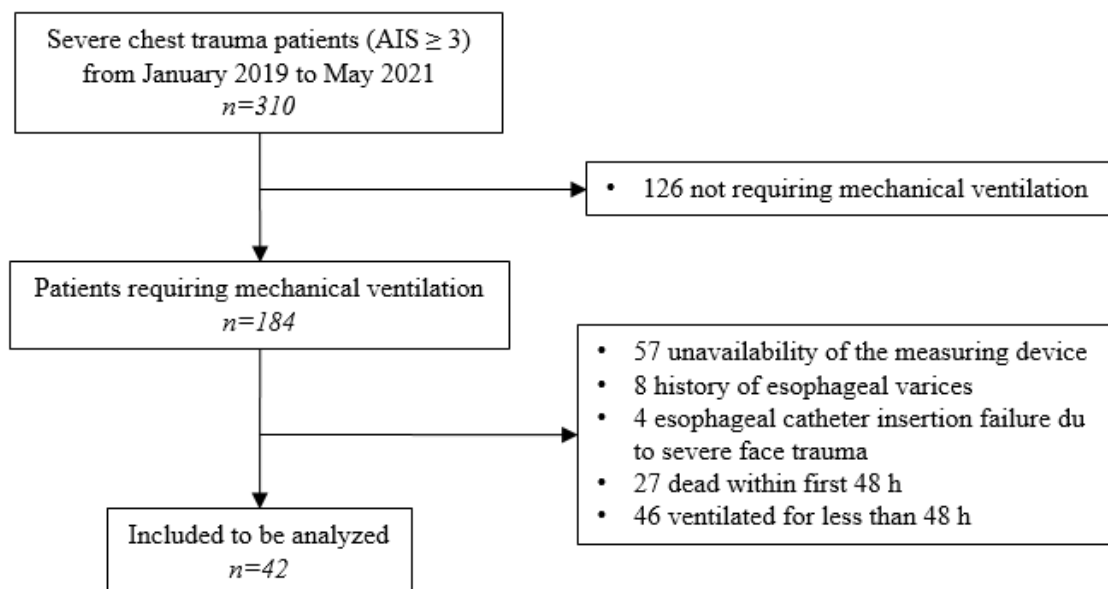 Severe chest trauma patients (AIS ≥ 3)
from January 2019 to May 2021
n=310
• 126 not requiring mechanical ventilation
Patients requiring mechanical ventilation
n=184
• 57 unavailability of the measuring device
• 8 history of esophageal varices
• 4 esophageal catheter insertion failure du
to severe face trauma
• 27 dead within first 48 h
• 46 ventilated for less than 48 h
Included to be analyzed
n=42